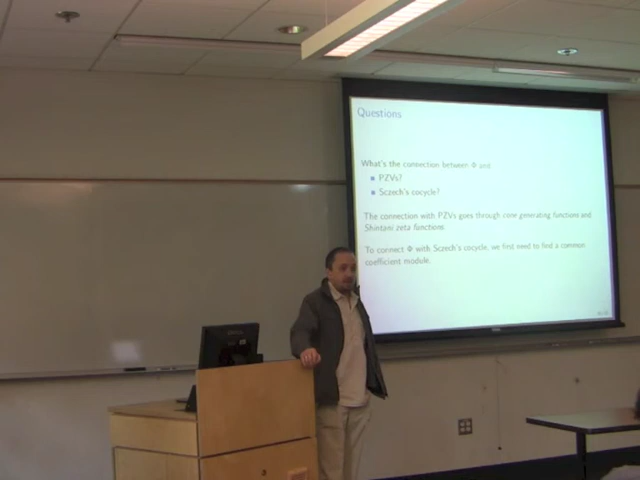 Questions
What's the connection between Φ and
PZVs?
Sczech's cocycle?
The connection with PZVs goes through cone generating functions and
Shintani zeta functions.
To connect Φ with Sczech's cocycle, we first need to find a common
coefficient module.